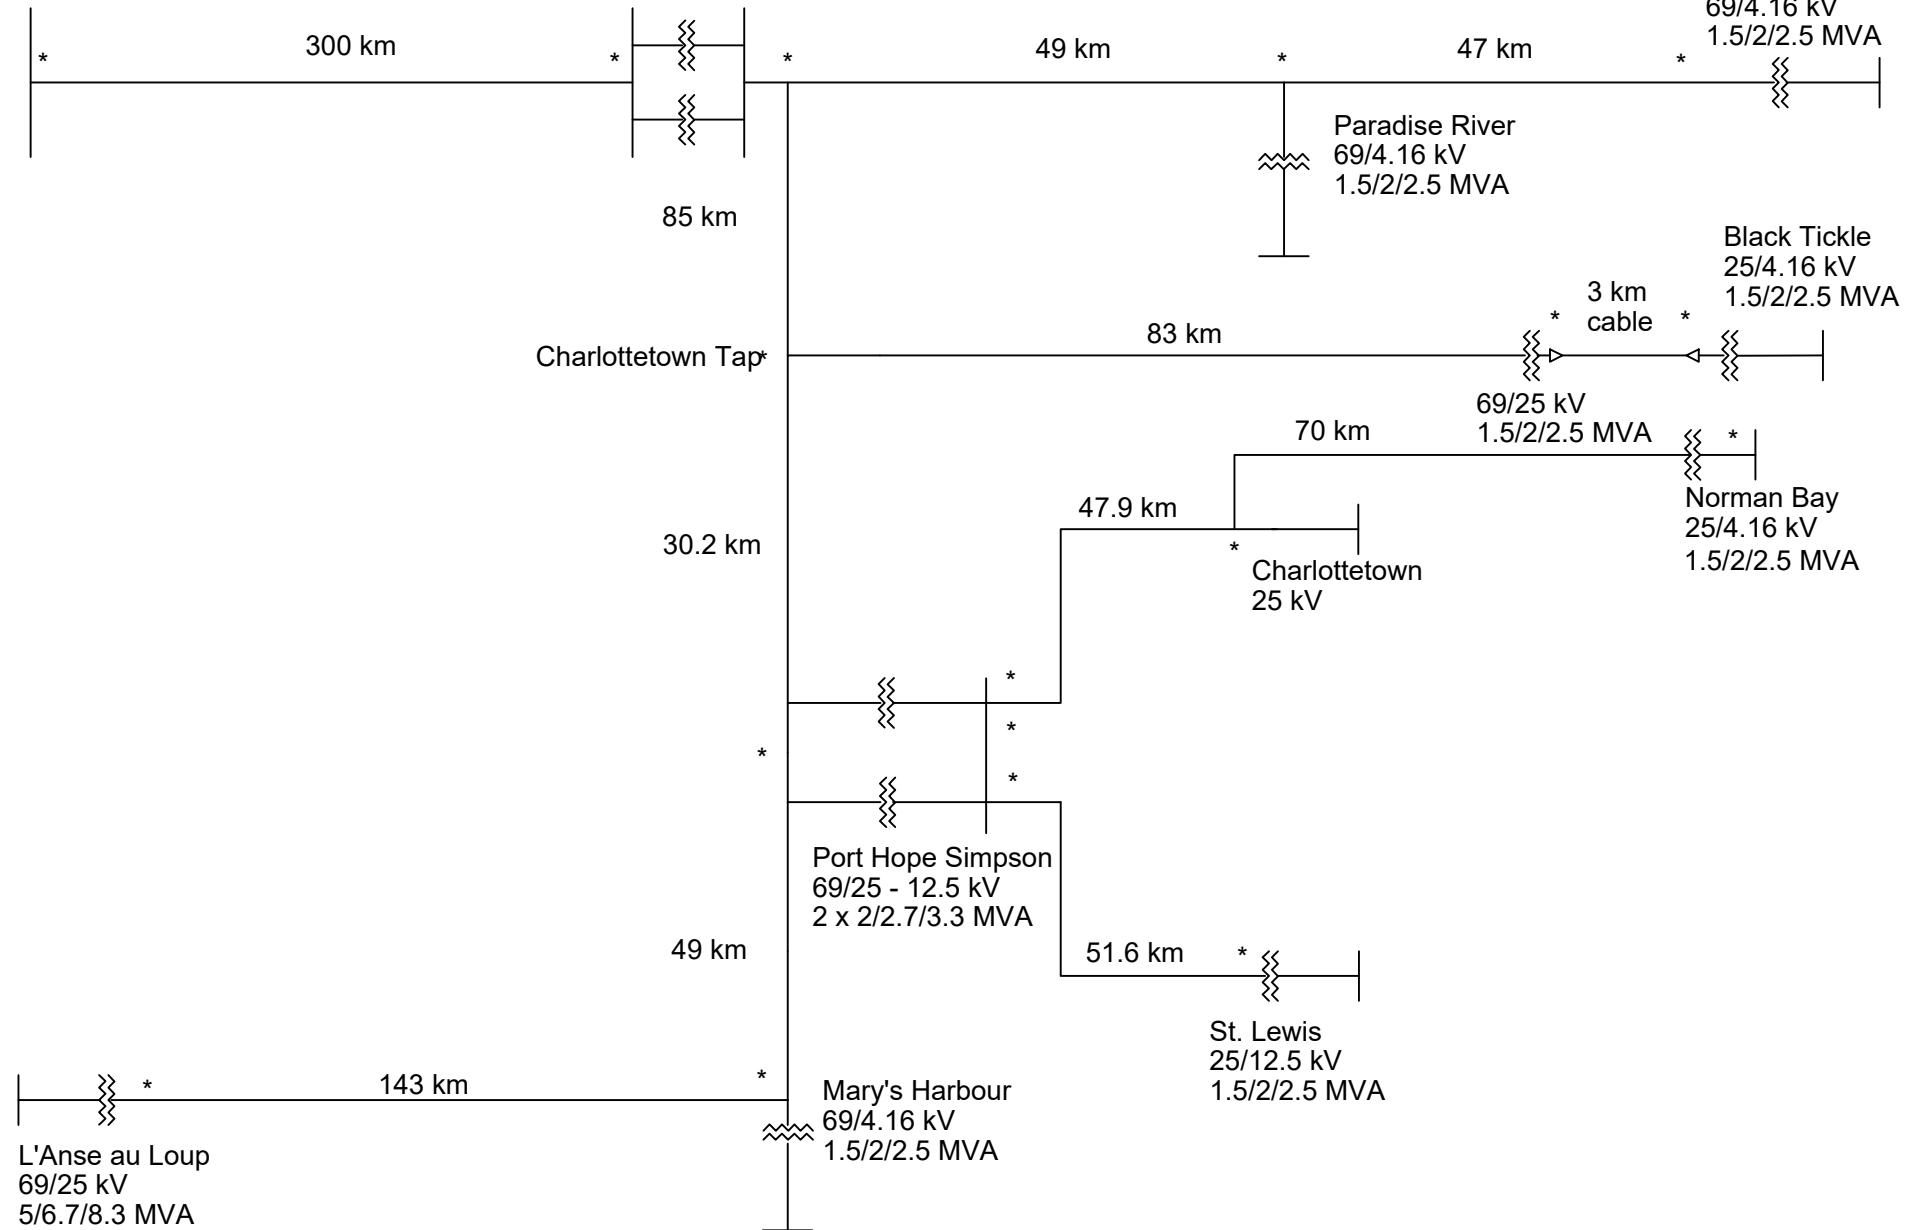 69/4.16 kV
1.5/2/2.5 MVA
300 km
49 km
47 km
*
*
*
*
*
Paradise River
69/4.16 kV
1.5/2/2.5 MVA
85 km
Black Tickle
25/4.16 kV
1.5/2/2.5 MVA
3 km
cable
*
*
83 km
Charlottetown Tap*
69/25 kV
1.5/2/2.5 MVA
70 km
*
Norman Bay
25/4.16 kV
1.5/2/2.5 MVA
47.9 km
*
Charlottetown
25 kV
30.2 km
*
*
*
*
Port Hope Simpson
69/25 - 12.5 kV
2 x 2/2.7/3.3 MVA
49 km
51.6 km
*
St. Lewis
25/12.5 kV
1.5/2/2.5 MVA
*
143 km
*
Mary's Harbour
69/4.16 kV
1.5/2/2.5 MVA
L'Anse au Loup
69/25 kV
5/6.7/8.3 MVA